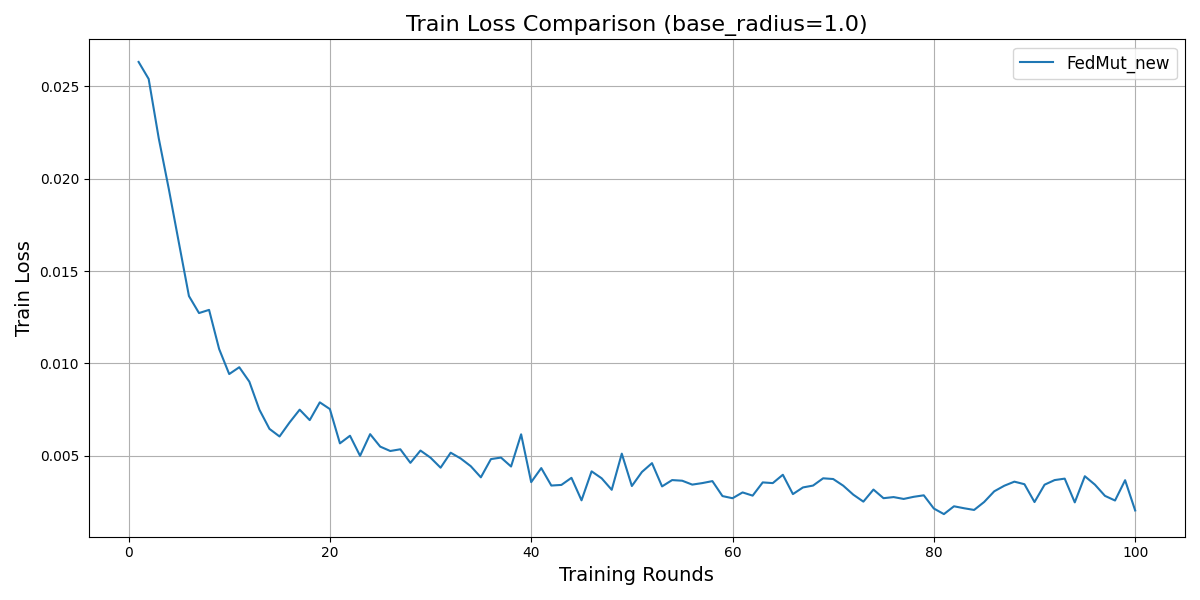 Train Loss Comparison (base_radius=1.0)
FedMut_new
Train Loss
0.025
0.020
0.015
0.010
0.005
0 20 40 60 80 100
Training Rounds